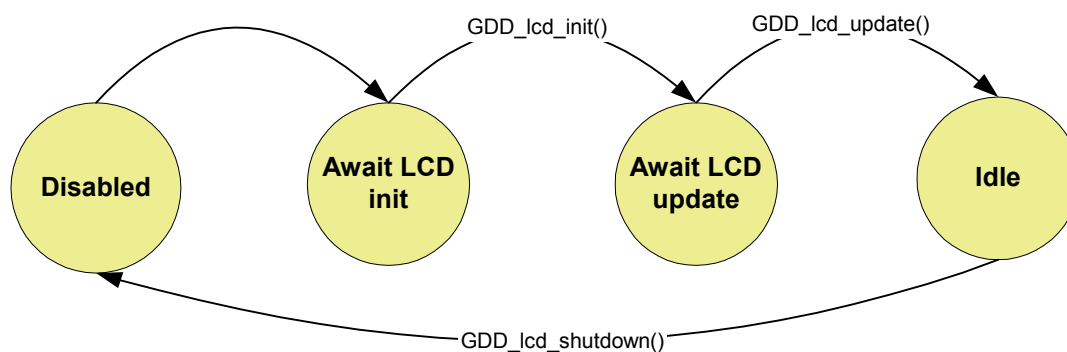 GDD_lcd_init()
GDD_lcd_update()
Disabled
Await LCD
init
Await LCD
update
Idle
GDD_lcd_shutdown()